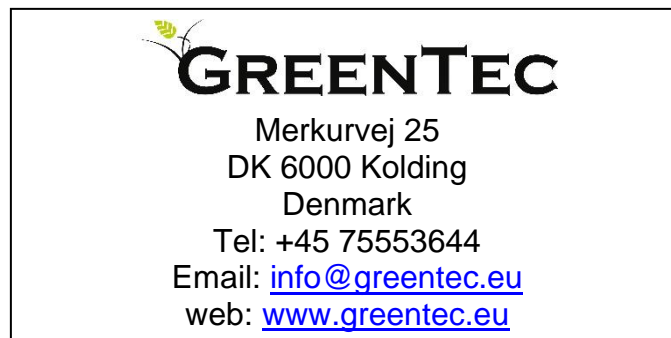 GREENTEC
Merkurvej 25
DK 6000 Kolding
Denmark
Tel: +45 75553644
Email: info@greentec.eu
web: www.greentec.eu